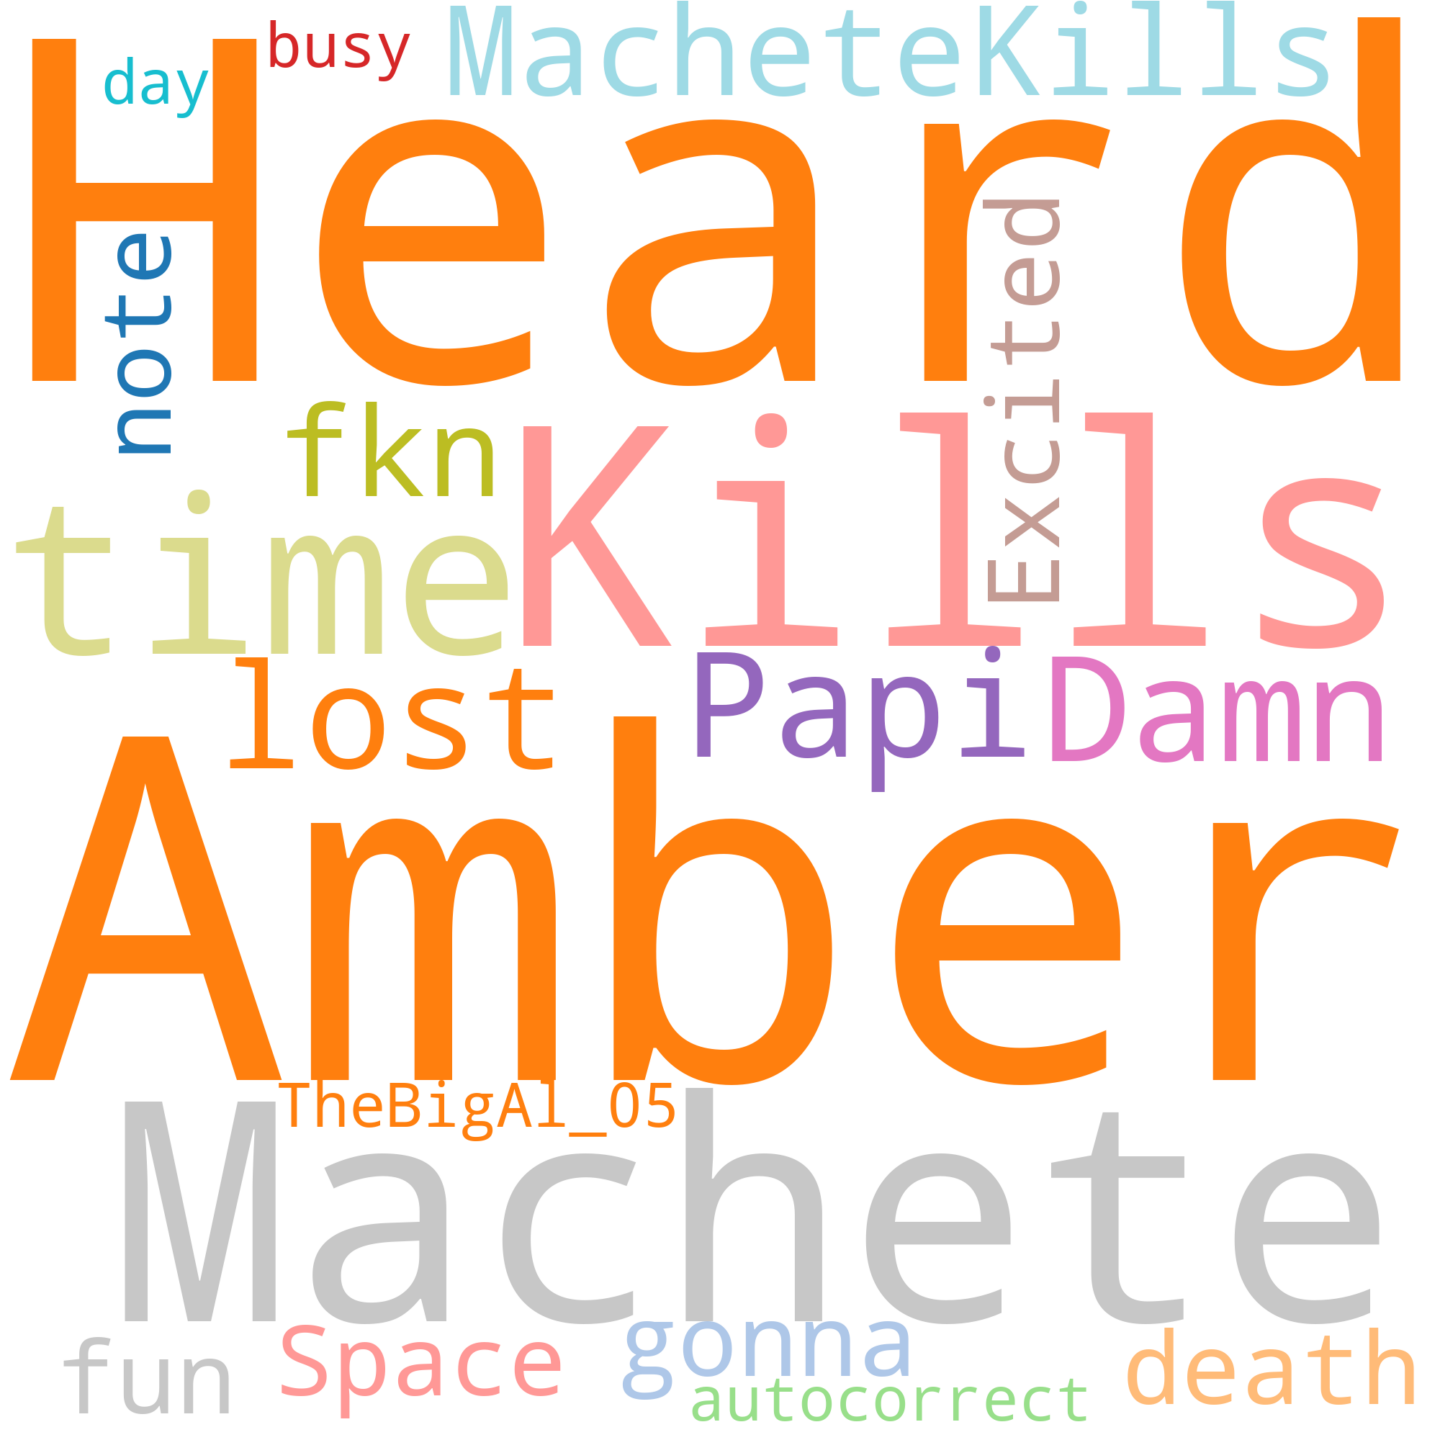 busy
MacheteKills
day
Heard
note
Excited
fkn
Kills
time
lost
Papi
Damn
Amber
TheBigAl_05
Machete
fun
Space
gonna
autocorrect
death